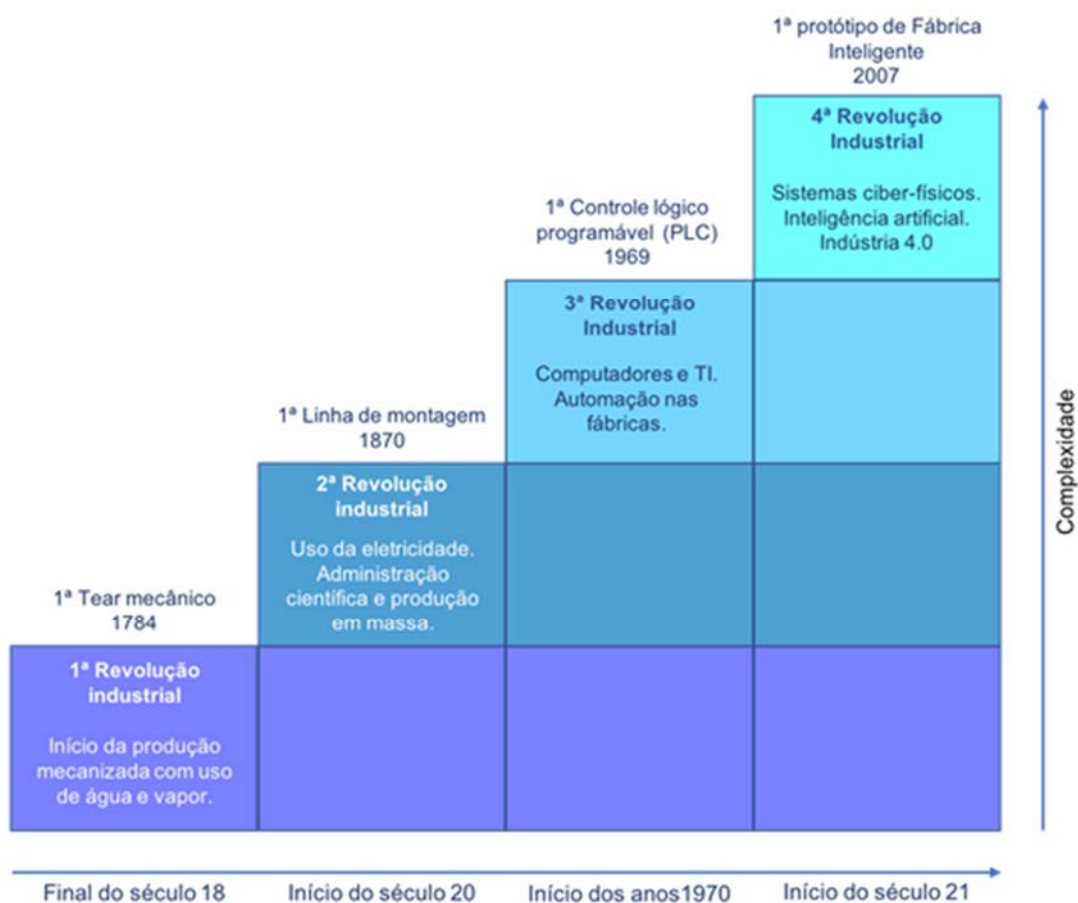 1ª protótipo de Fábrica
Inteligente
2007
4ª Revolução
Industrial
Sistemas ciber-físicos.
Inteligência artificial.
Indústria 4.0
1ª Controle lógico
programável (PLC)
1969
3ª Revolução
Industrial
Computadores e TI.
Automação nas
fábricas.
1ª Linha de montagem
1870
2ª Revolução
industrial
Uso da eletricidade.
Administração
científica e produção
em massa.
1ª Tear mecânico
1784
1ª Revolução
industrial
Início da produção
mecanizada com uso
de água e vapor.
Complexidade
Final do século 18
Início do século 20
Início dos anos1970
Início do século 21